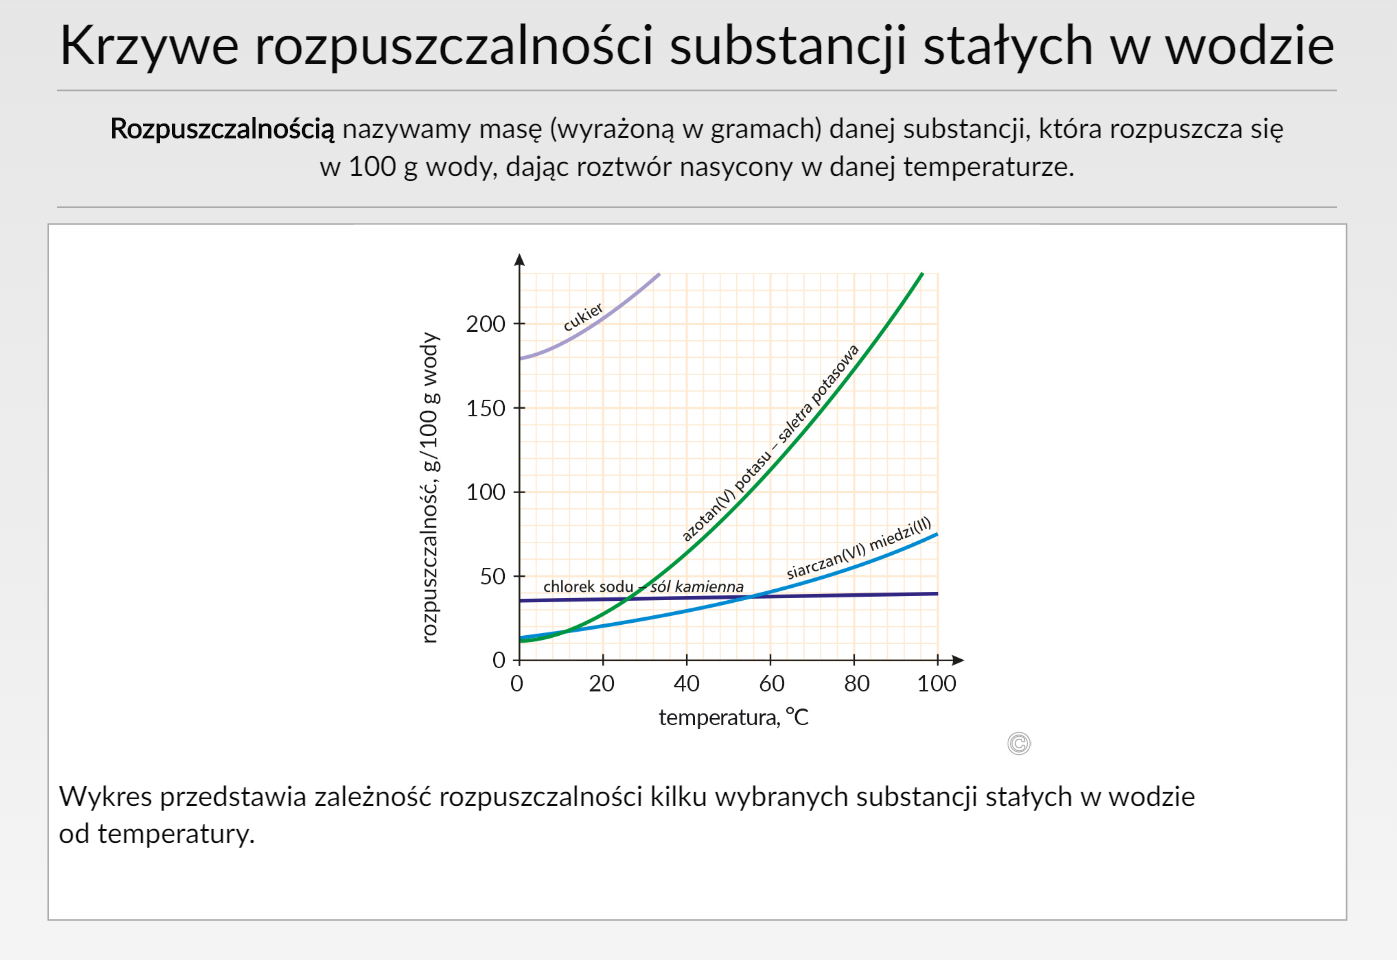 Krzywe rozpuszczalności substancji stałych w wodzie
Rozpuszczalnością nazywamy masę (wyrażoną w gramach) danej substancji, która rozpuszcza się
w 100 g wody, dając roztwór nasycony w danej temperaturze.
rozpuszczalność, g/100 g wody
200
150
100
50
0
cukier
azotan(V) potasu – saletra potasowa
siarczan(VI) miedzi(II)
chlorek sodu – sól kamienna
0 20 40 60 80 100
temperatura, °C
©
Wykres przedstawia zależność rozpuszczalności kilku wybranych substancji stałych w wodzie
od temperatury.